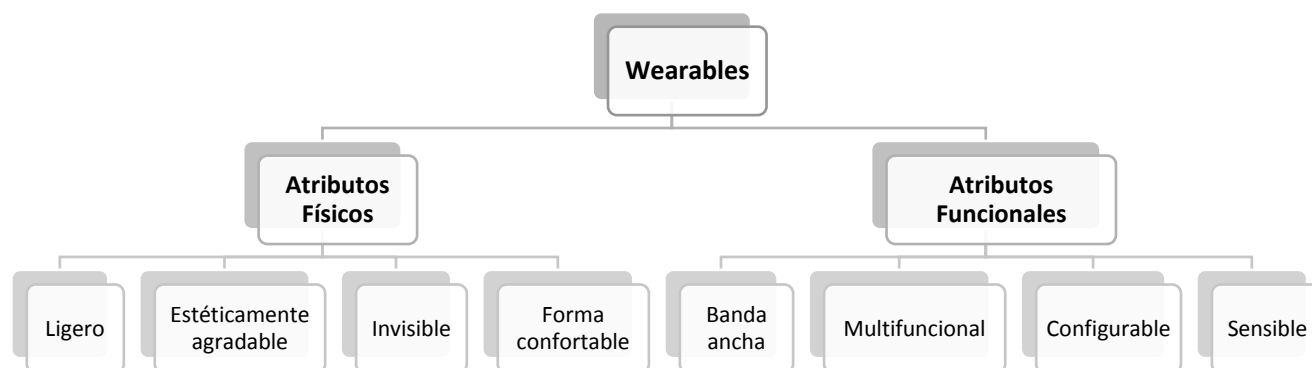 Wearables
Atributos
Físicos
Atributos
Funcionales
Ligero
Estéticamente
agradable
Invisible
Forma
confortable
Banda
ancha
Multifuncional
Configurable
Sensible